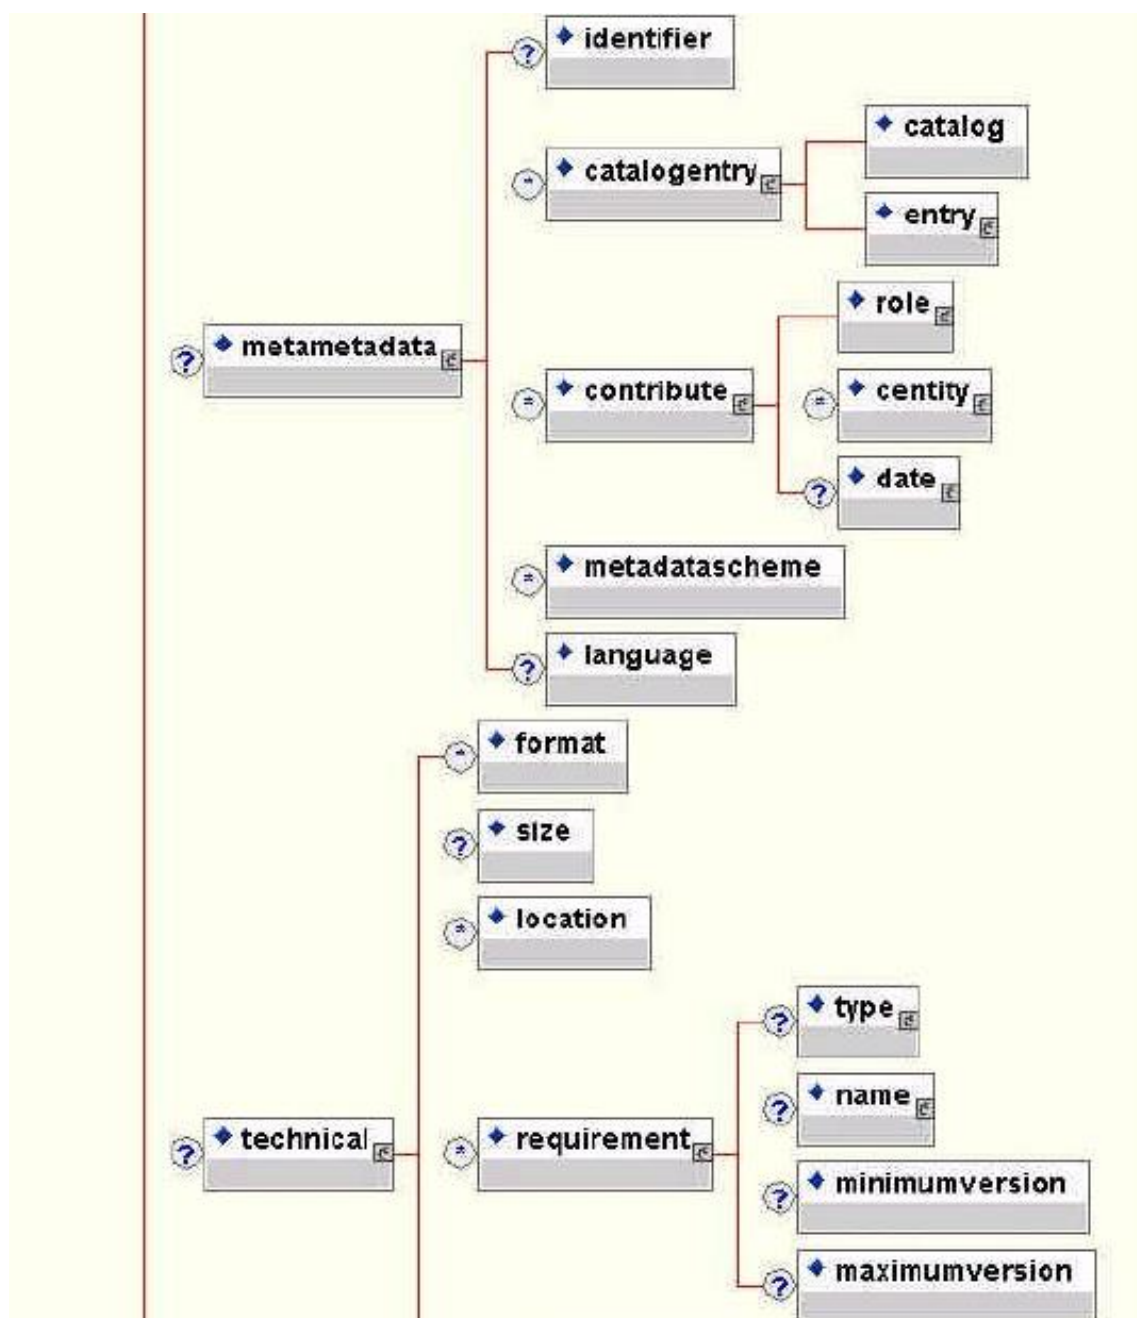 ? identifier
* catalogentry
catalog
entry
? metametadata
role
* contribute
* centity
? date
* metadatascheme
? language
* format
? size
* location
? type
? name
? technical
* requirement
? minimumversion
? maximumversion